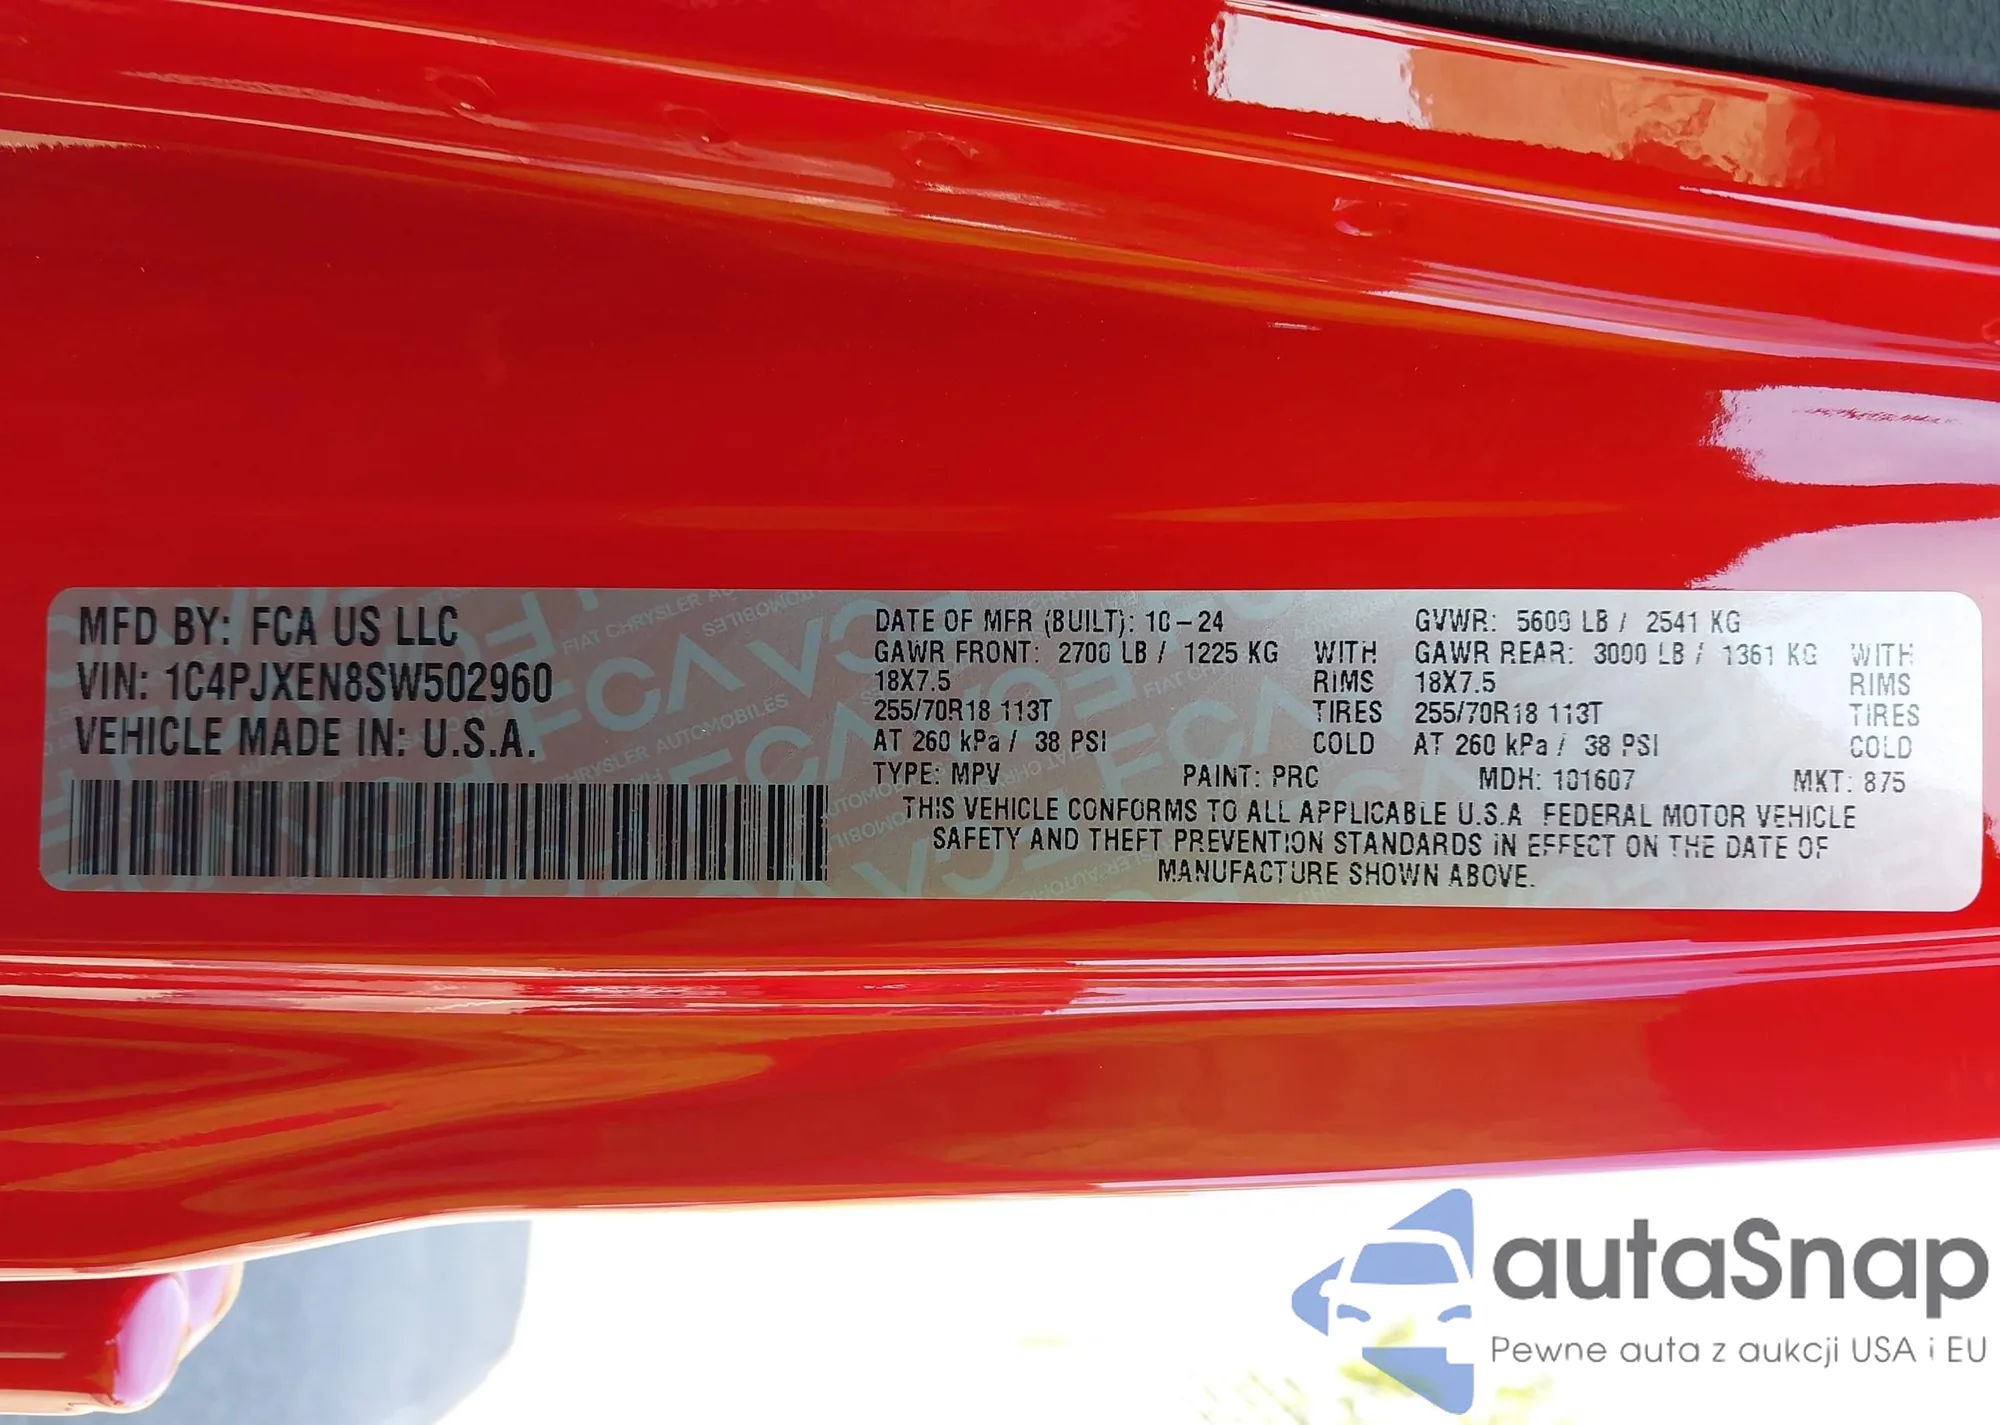 MFD BY: FCA US LLC
VIN: 1C4PJXEN8SW502960
VEHICLE MADE IN: U.S.A.
DATE OF MFR (BUILT): 10-24 GVWR: 5600 LB / 2541 KG
GAWR FRONT: 2700 LB / 1225 KG WITH GAWR REAR: 3000 LB / 1361 KG WITH
18X7.5 RIMS 18X7.5 RIMS
255/70R18 113T TIRES 255/70R18 113T TIRES
AT 260 kPa / 38 PSI COLD AT 260 kPa / 38 PSI COLD
TYPE: MPV PAINT: PRC MDH: 101607 MKT: 875
THIS VEHICLE CONFORMS TO ALL APPLICABLE U.S.A FEDERAL MOTOR VEHICLE
SAFETY AND THEFT PREVENTION STANDARDS IN EFFECT ON THE DATE OF
MANUFACTURE SHOWN ABOVE.
autaSnap
Pewne auta z aukcji USA i EU